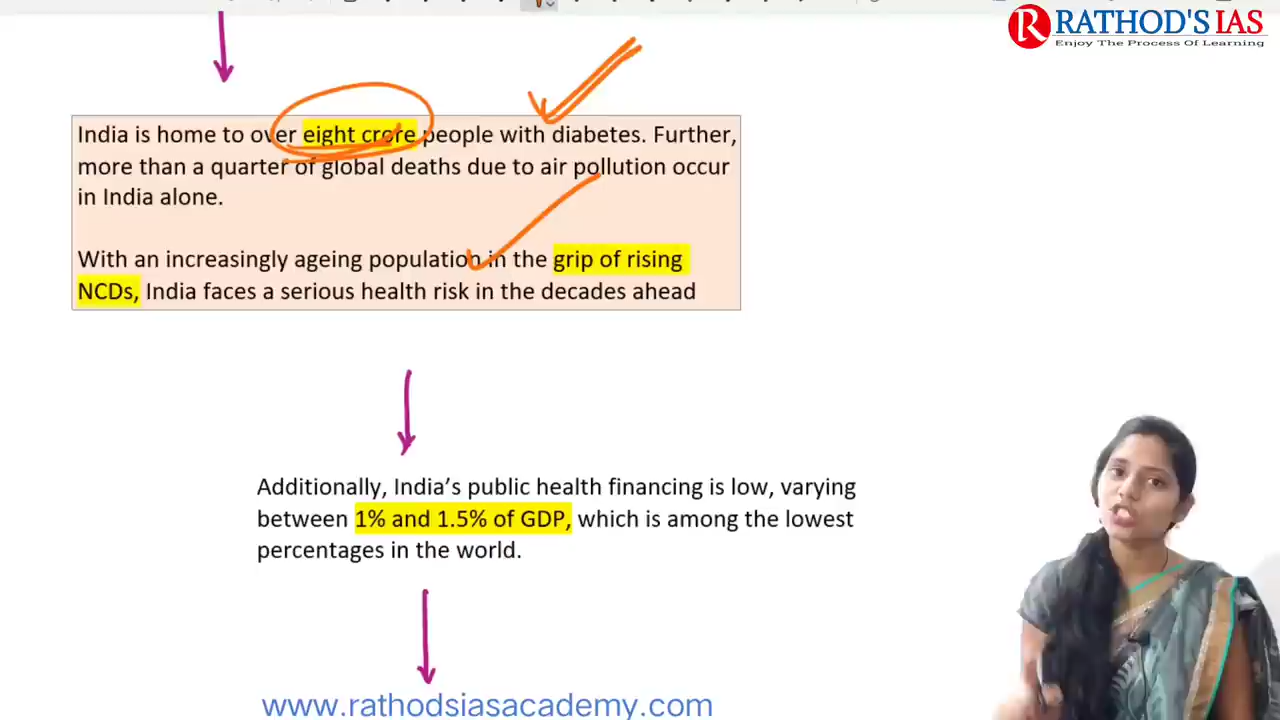 RATHOD'S IAS
Enjoy The Process Of Learning
India is home to over eight crore people with diabetes. Further,
more than a quarter of global deaths due to air pollution occur
in India alone.
With an increasingly ageing population in the grip of rising
NCDs, India faces a serious health risk in the decades ahead
Additionally, India’s public health financing is low, varying
between 1% and 1.5% of GDP, which is among the lowest
percentages in the world.
www.rathodsiasacademy.com